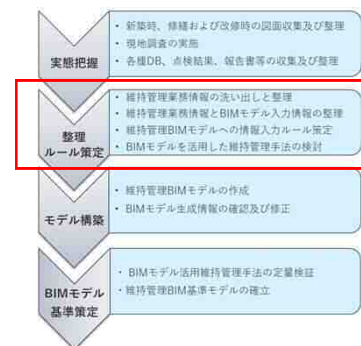 実態把握
・ 新築時、修繕および改修時の図面収集及び整理
・ 現地調査の実施
・ 各種DB、点検結果、報告書等の収集及び整理
整理
ルール策定
・ 維持管理業務情報の洗い出しと整理
・ 維持管理業務情報とBIMモデル入力情報の整理
・ 維持管理BIMモデルへの情報入力ルール策定
・ BIMモデルを活用した維持管理手法の検討
モデル構築
・ 維持管理BIMモデルの作成
・ BIMモデル生成情報の確認及び修正
BIMモデル
基準策定
・ BIMモデル活用維持管理手法の定量検証
・ 維持管理BIM基準モデルの確立